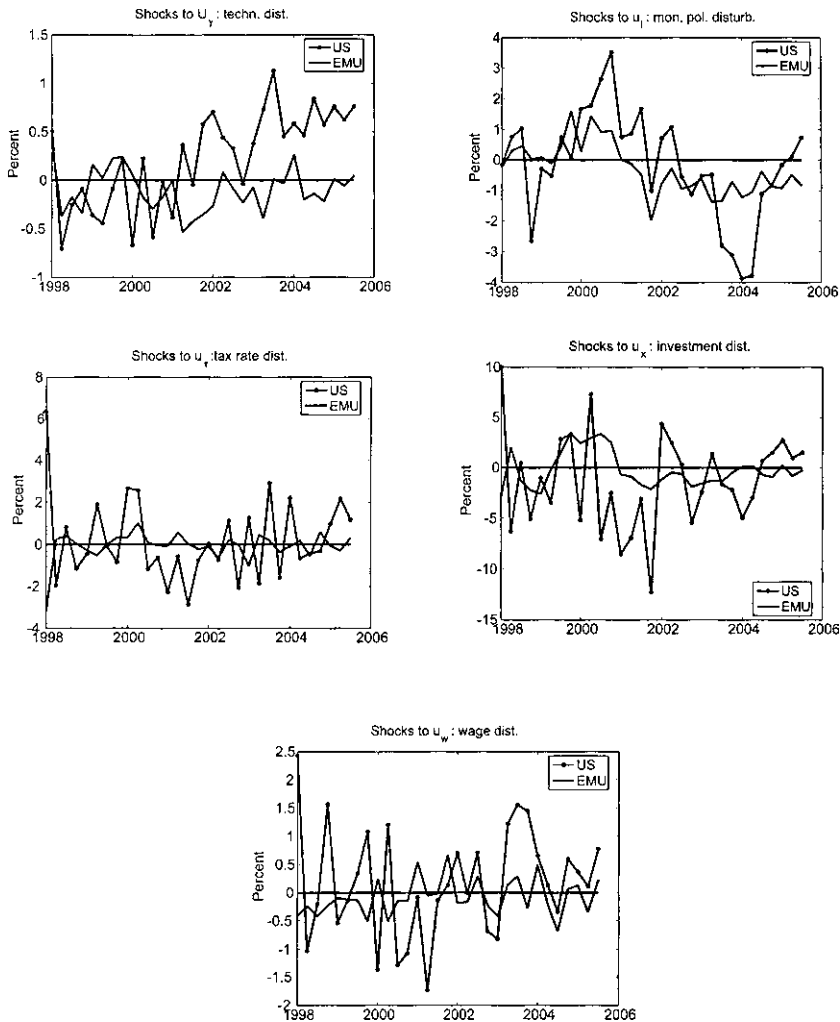 Shocks to U_γ : techn. dist.
1.5
1
0.5
0
-0.5
-1
Percent
US
EMU
1998 2000 2002 2004 2006
Shocks to u_i : mon. pol. disturb.
4
3
2
1
0
-1
-2
-3
-4
Percent
US
EMU
1998 2000 2002 2004 2006
Shocks to u_τ :tax rate dist.
8
6
4
2
0
-2
-4
Percent
US
EMU
1998 2000 2002 2004 2006
Shocks to u_x : investment dist.
10
5
0
-5
-10
-15
Percent
US
EMU
1998 2000 2002 2004 2006
Shocks to u_w : wage dist.
2.5
2
1.5
1
0.5
0
-0.5
-1
-1.5
-2
Percent
US
EMU
1998 2000 2002 2004 2006